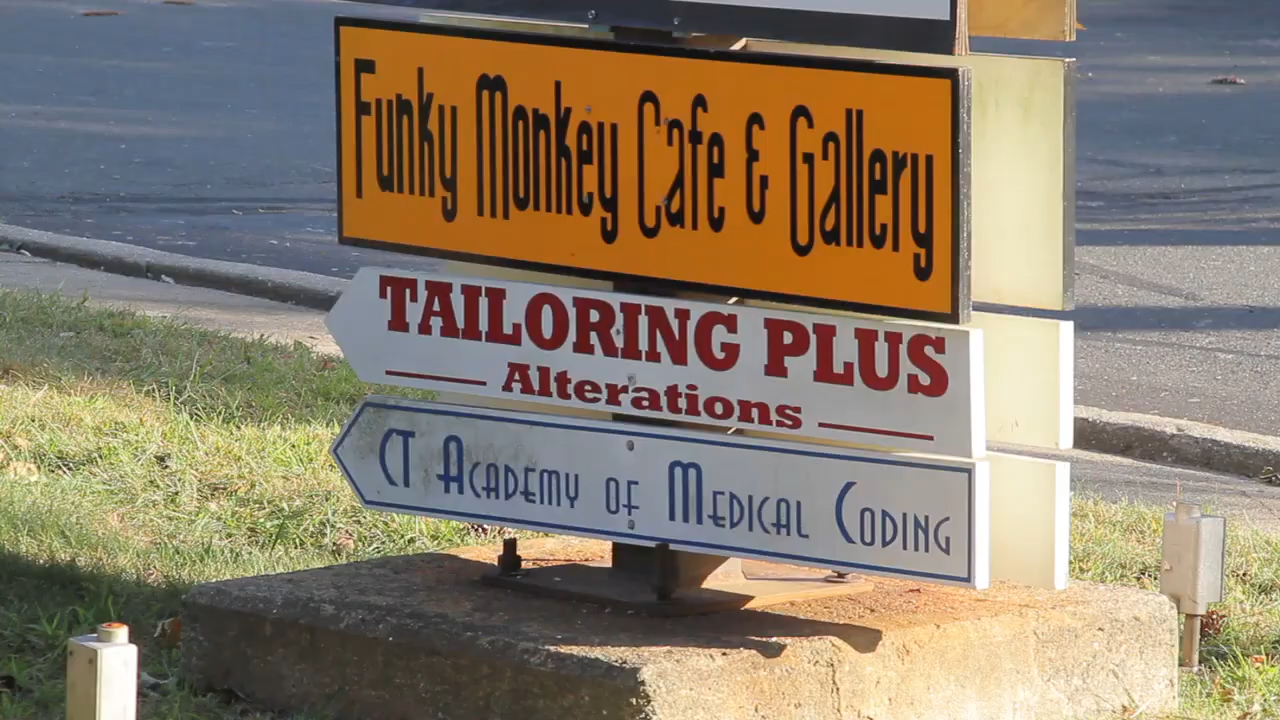 Funky Monkey Cafe & Gallery
TAILORING PLUS
Alterations
CT ACADEMY OF MEDICAL CODING